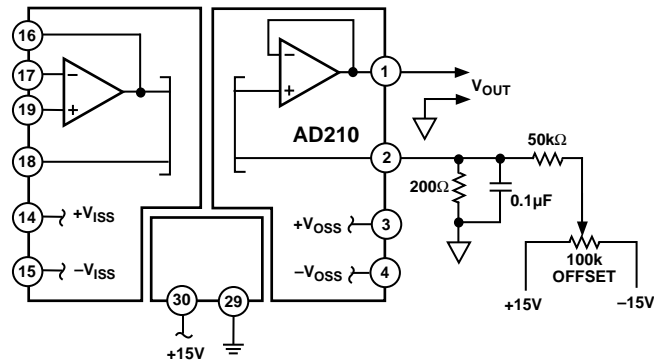 16
17
−
19
+
18
14
+VISS
15
−VISS
30
29
+15V
−
+
AD210
1
VOUT
2
50kΩ
200Ω
0.1µF
+VOSS
3
−VOSS
4
100k
OFFSET
+15V
−15V